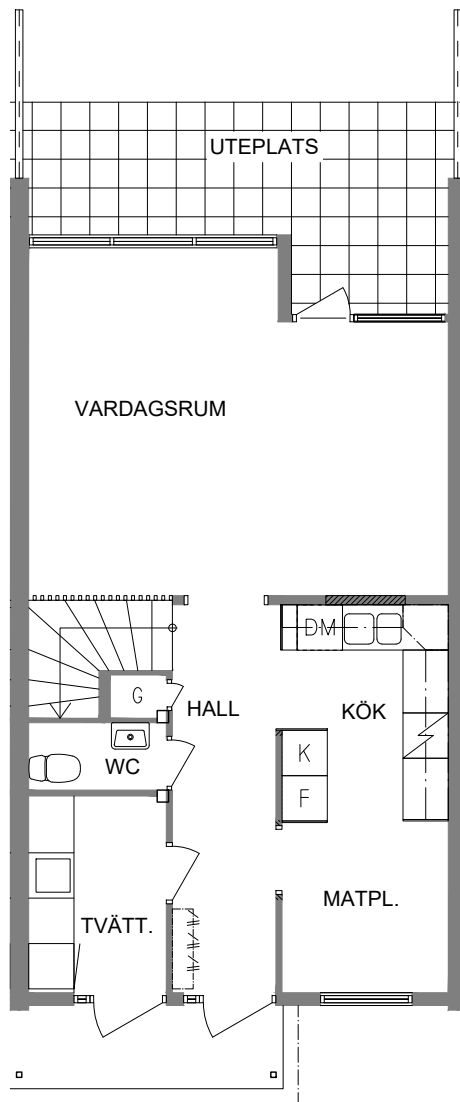 UTEPLATS
VARDAGSRUM
DM
G
HALL
KÖK
WC
K
F
MATPL.
TVÄTT.